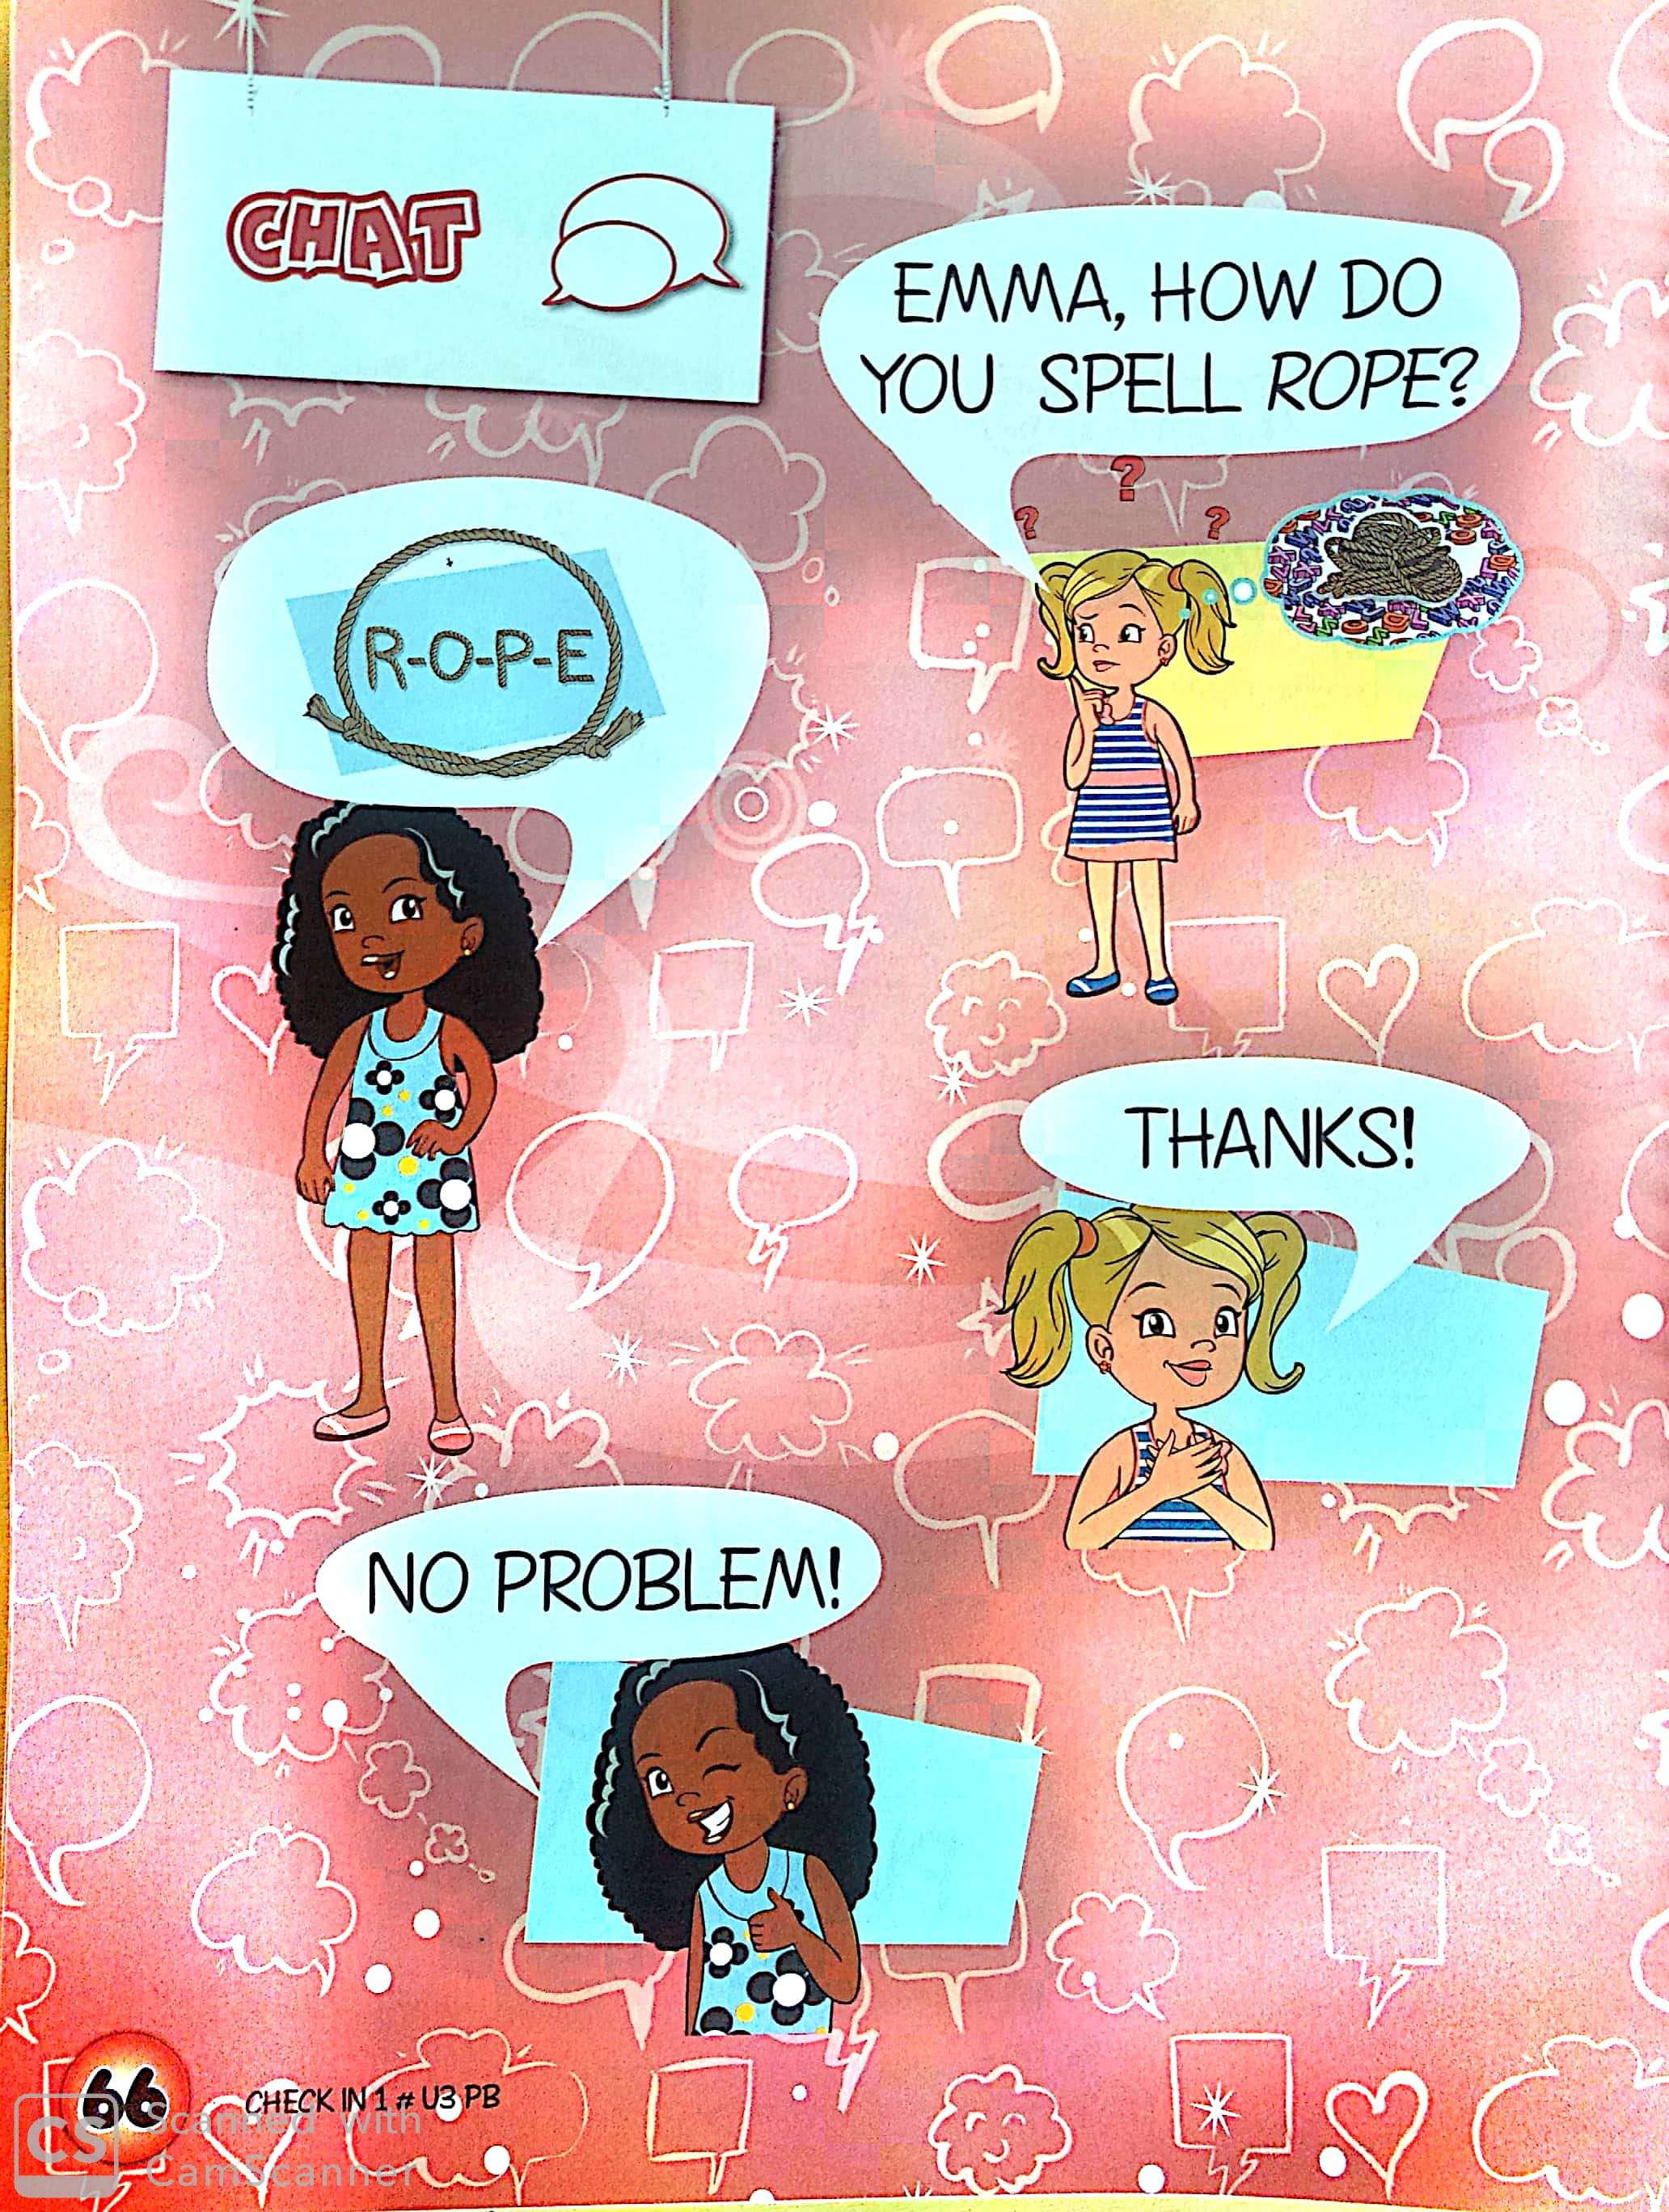 CHAT
EMMA, HOW DO
YOU SPELL ROPE?
? ? ?
R-O-P-E
THANKS!
NO PROBLEM!
66
CHECK IN 1 # U3 PB
CS
Scanned with
CamScanner